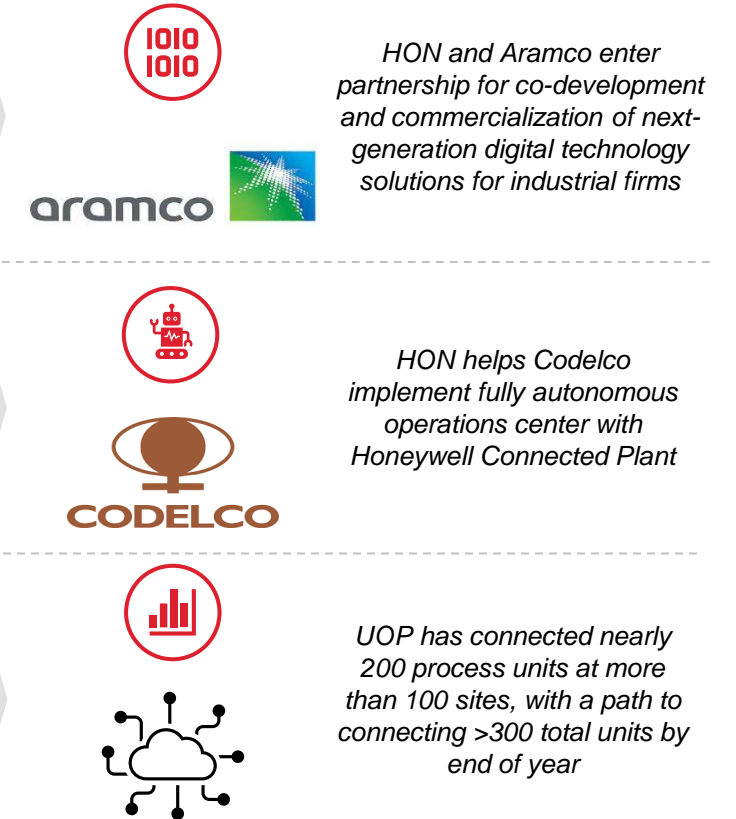 1010
1010
HON and Aramco enter
partnership for co-development
and commercialization of next-
generation digital technology
solutions for industrial firms
aramco
HON helps Codelco
implement fully autonomous
operations center with
Honeywell Connected Plant
CODELCO
UOP has connected nearly
200 process units at more
than 100 sites, with a path to
connecting >300 total units by
end of year